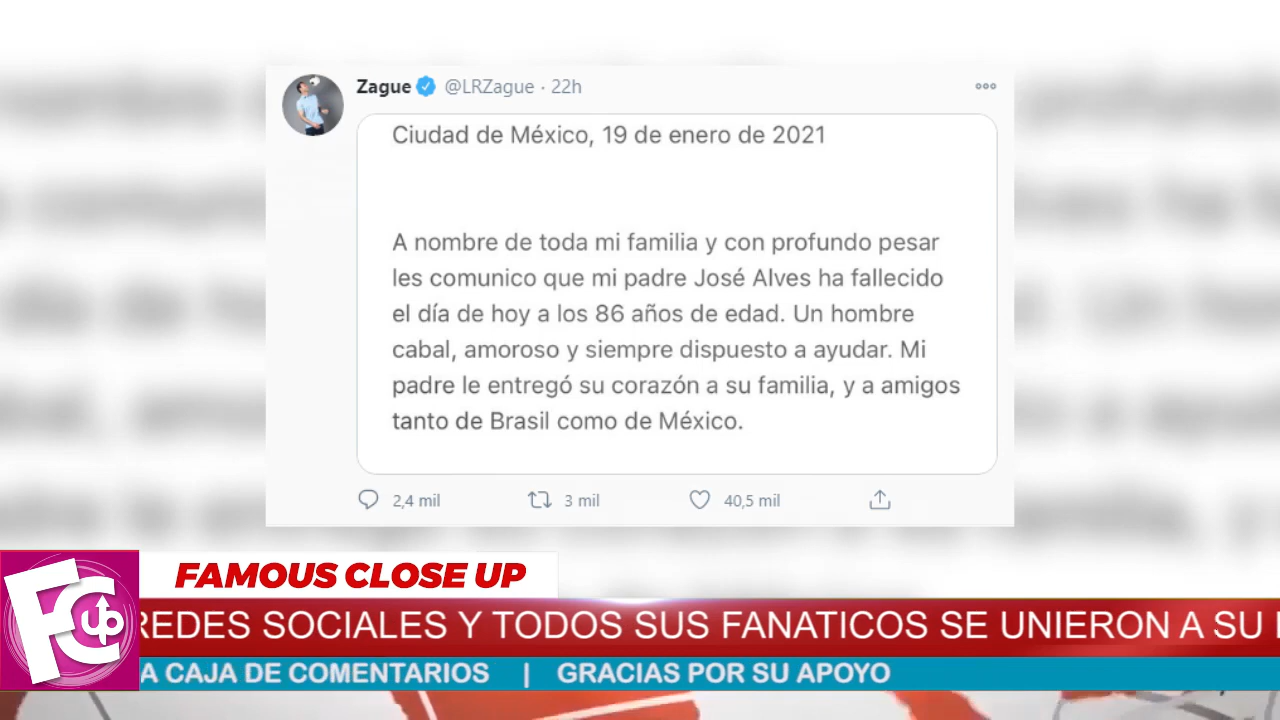 Zague @LRZague · 22h
Ciudad de México, 19 de enero de 2021
A nombre de toda mi familia y con profundo pesar
les comunico que mi padre José Alves ha fallecido
el día de hoy a los 86 años de edad. Un hombre
cabal, amoroso y siempre dispuesto a ayudar. Mi
padre le entregó su corazón a su familia, y a amigos
tanto de Brasil como de México.
2,4 mil 3 mil 40,5 mil
FAMOUS CLOSE UP
FC up
REDES SOCIALES Y TODOS SUS FANATICOS SE UNIERON A SU
A CAJA DE COMENTARIOS | GRACIAS POR SU APOYO